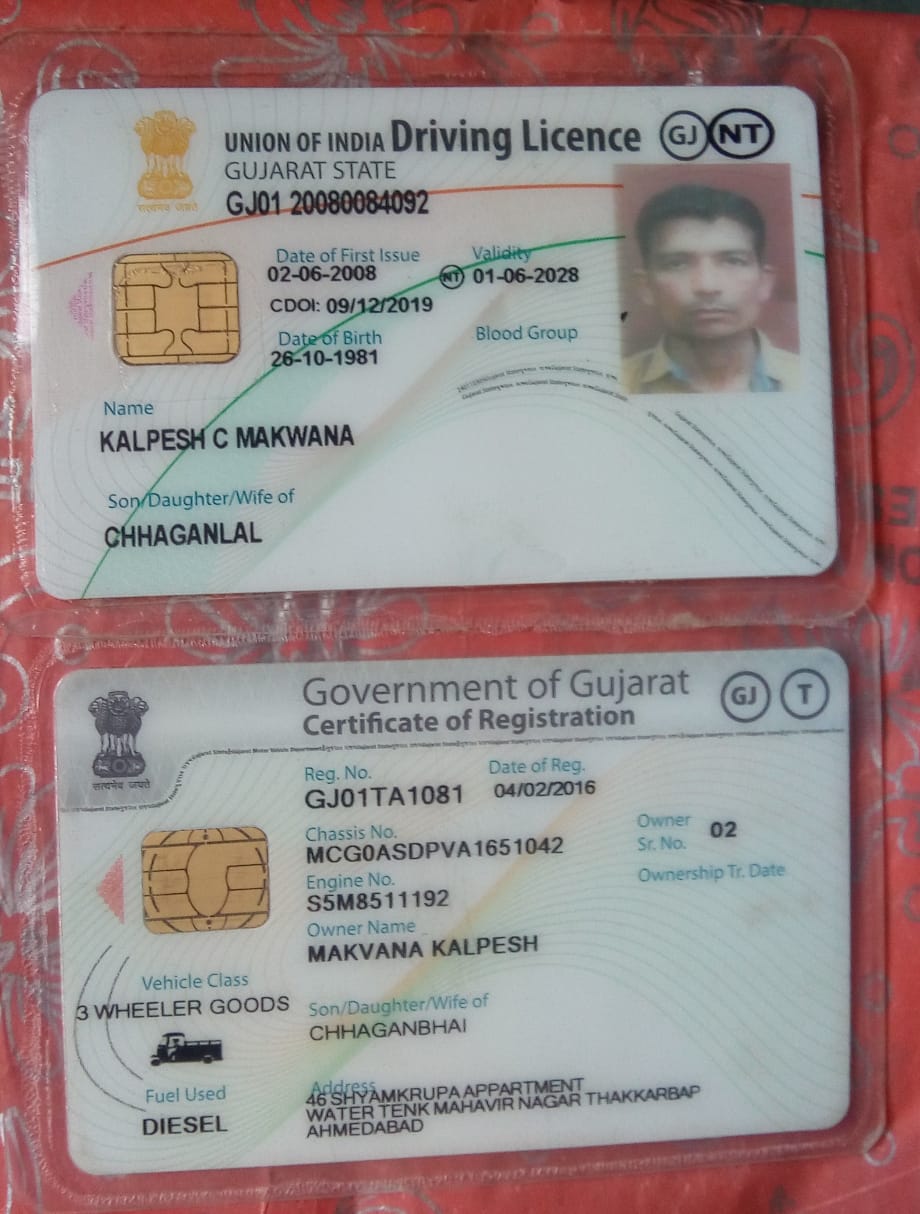 UNION OF INDIA Driving Licence GJ NT
GUJARAT STATE
GJ01 20080084092
सत्यमेव जयते
Date of First Issue Validity
02-06-2008 NT 01-06-2028
CDOI: 09/12/2019
Date of Birth Blood Group
26-10-1981
Name
KALPESH C MAKWANA
Son/Daughter/Wife of
CHHAGANLAL
Government of Gujarat GJ T
Certificate of Registration
सत्यमेव जयते
Reg. No. Date of Reg.
GJ01TA1081 04/02/2016
Chassis No. Owner
MCG0ASDPVA1651042 Sr. No. 02
Engine No. Ownership Tr. Date
S5M8511192
Owner Name
MAKVANA KALPESH
Vehicle Class
3 WHEELER GOODS
Son/Daughter/Wife of
CHHAGANBHAI
Fuel Used
DIESEL
Address
46 SHYAMKRUPA APPARTMENT
WATER TENK MAHAVIR NAGAR THAKKARBAP
AHMEDABAD